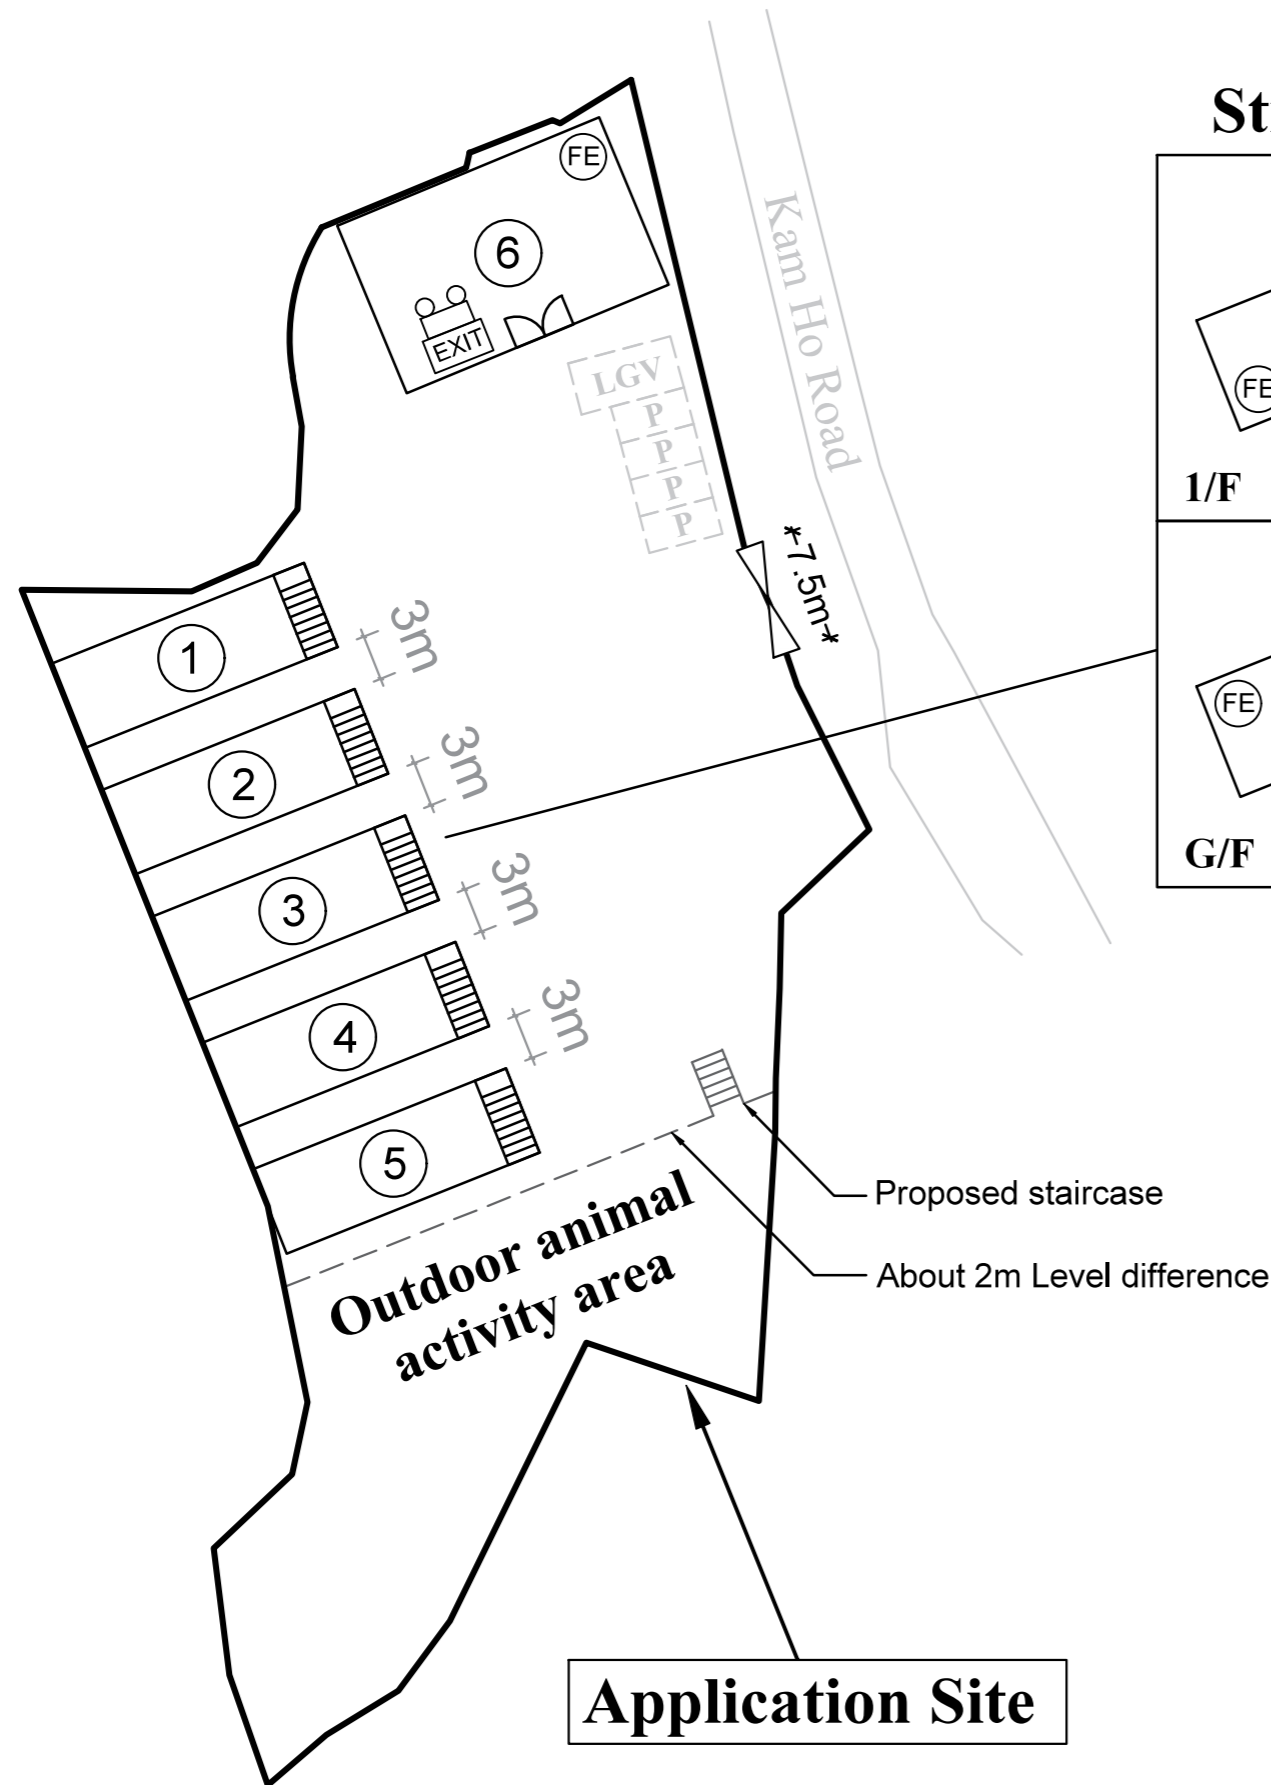 St
FE
6
EXIT
LGV
P
P
P
P
Kam Ho Road
7.5m
FE
1/F
FE
G/F
1
3m
2
3m
3
3m
4
3m
5
Proposed staircase
About 2m Level difference
Outdoor animal
activity area
Application Site